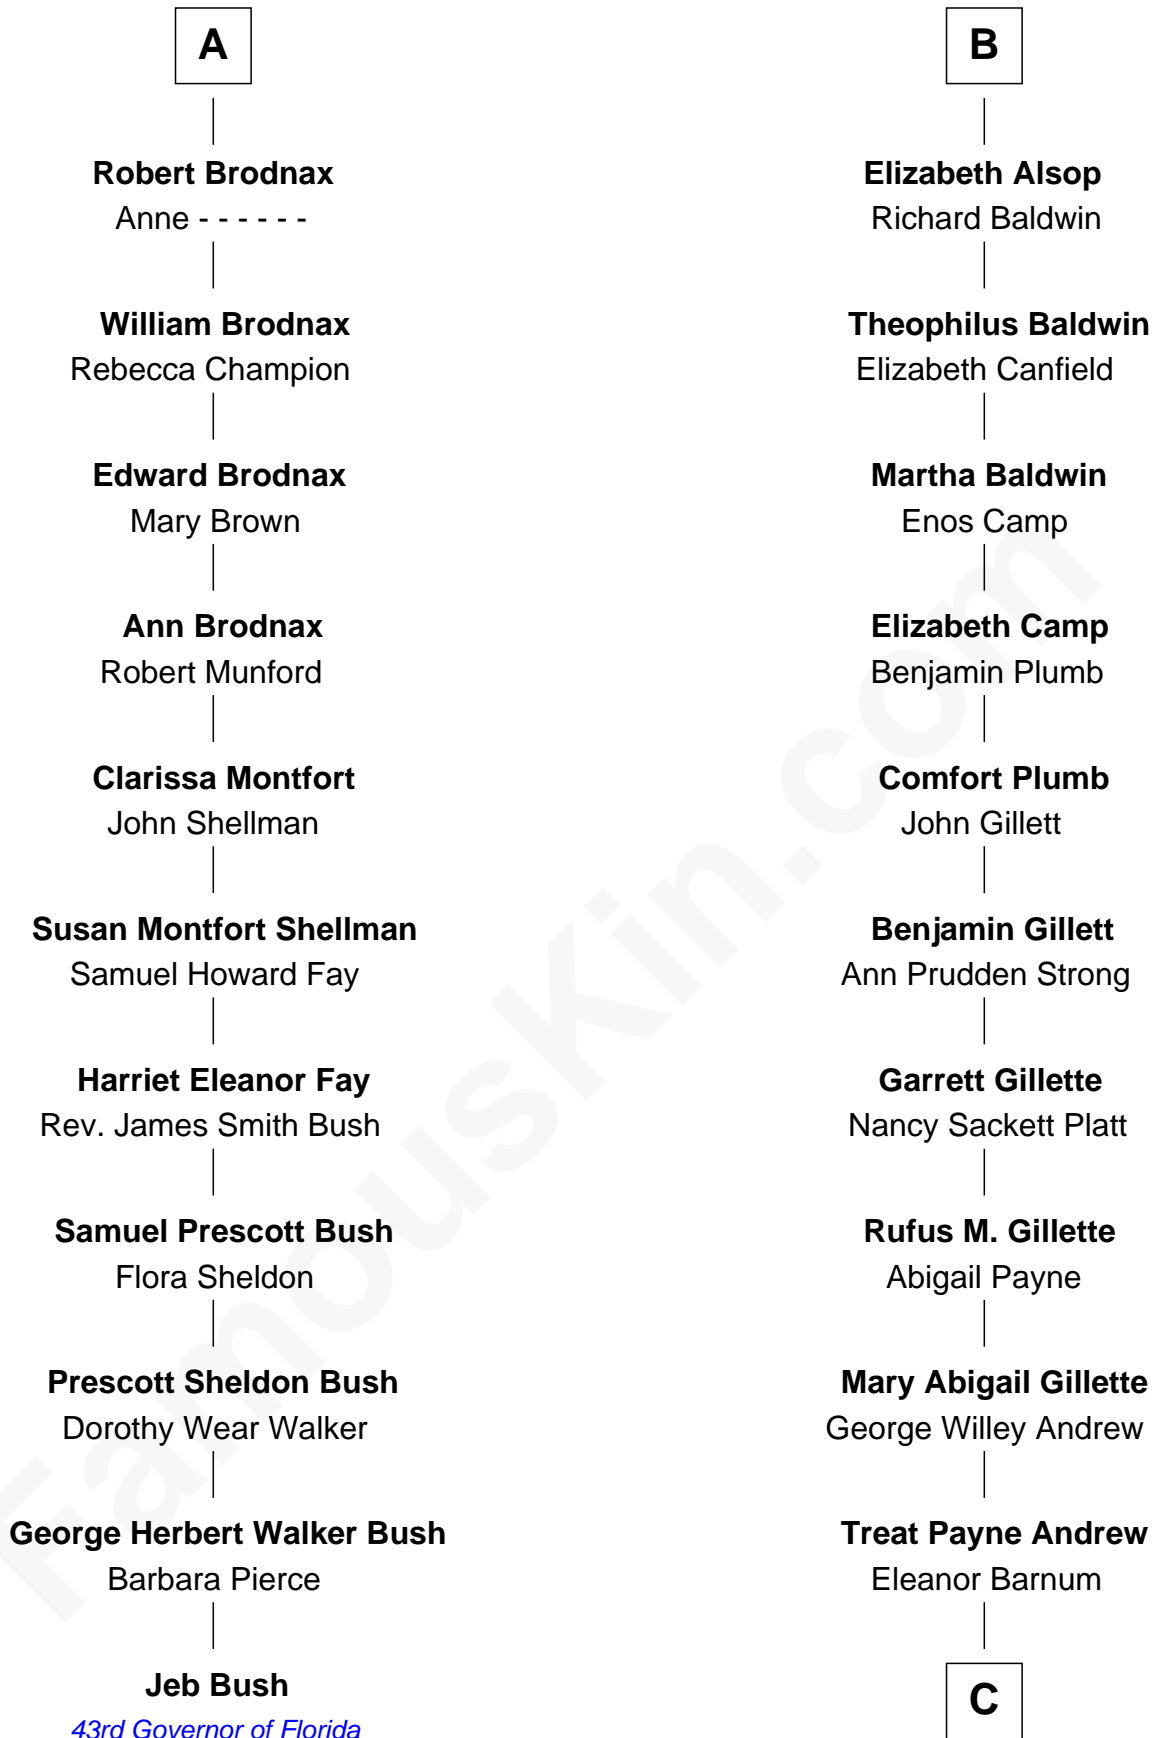 A
Robert Brodnax
Anne - - - - - -
William Brodnax
Rebecca Champion
Edward Brodnax
Mary Brown
Ann Brodnax
Robert Munford
Clarissa Montfort
John Shellman
Susan Montfort Shellman
Samuel Howard Fay
Harriet Eleanor Fay
Rev. James Smith Bush
Samuel Prescott Bush
Flora Sheldon
Prescott Sheldon Bush
Dorothy Wear Walker
George Herbert Walker Bush
Barbara Pierce
Jeb Bush
43rd Governor of Florida
B
Elizabeth Alsop
Richard Baldwin
Theophilus Baldwin
Elizabeth Canfield
Martha Baldwin
Enos Camp
Elizabeth Camp
Benjamin Plumb
Comfort Plumb
John Gillett
Benjamin Gillett
Ann Prudden Strong
Garrett Gillette
Nancy Sackett Platt
Rufus M. Gillette
Abigail Payne
Mary Abigail Gillette
George Willey Andrew
Treat Payne Andrew
Eleanor Barnum
C
FamousKin.com